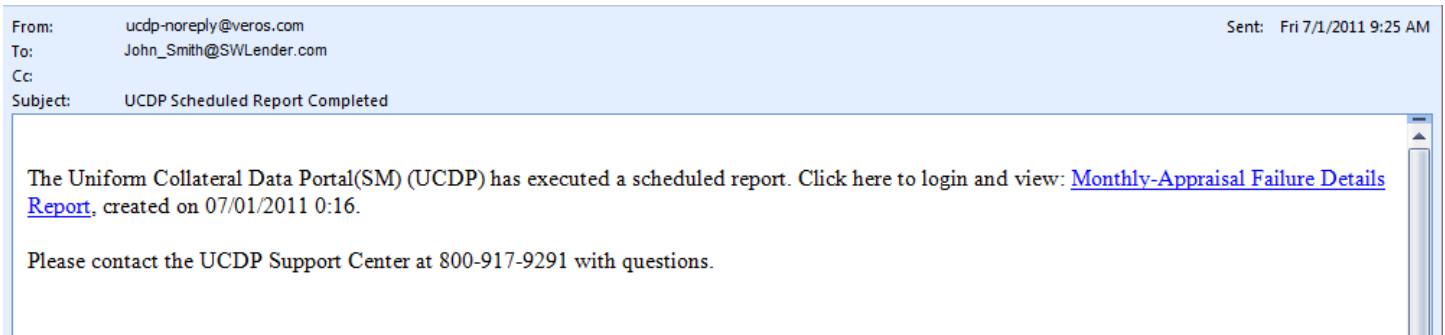 From: ucdp-noreply@veros.com Sent: Fri 7/1/2011 9:25 AM
To: John_Smith@SWLender.com
Cc:
Subject: UCDP Scheduled Report Completed
The Uniform Collateral Data Portal(SM) (UCDP) has executed a scheduled report. Click here to login and view: Monthly-Appraisal Failure Details
Report, created on 07/01/2011 0:16.
Please contact the UCDP Support Center at 800-917-9291 with questions.